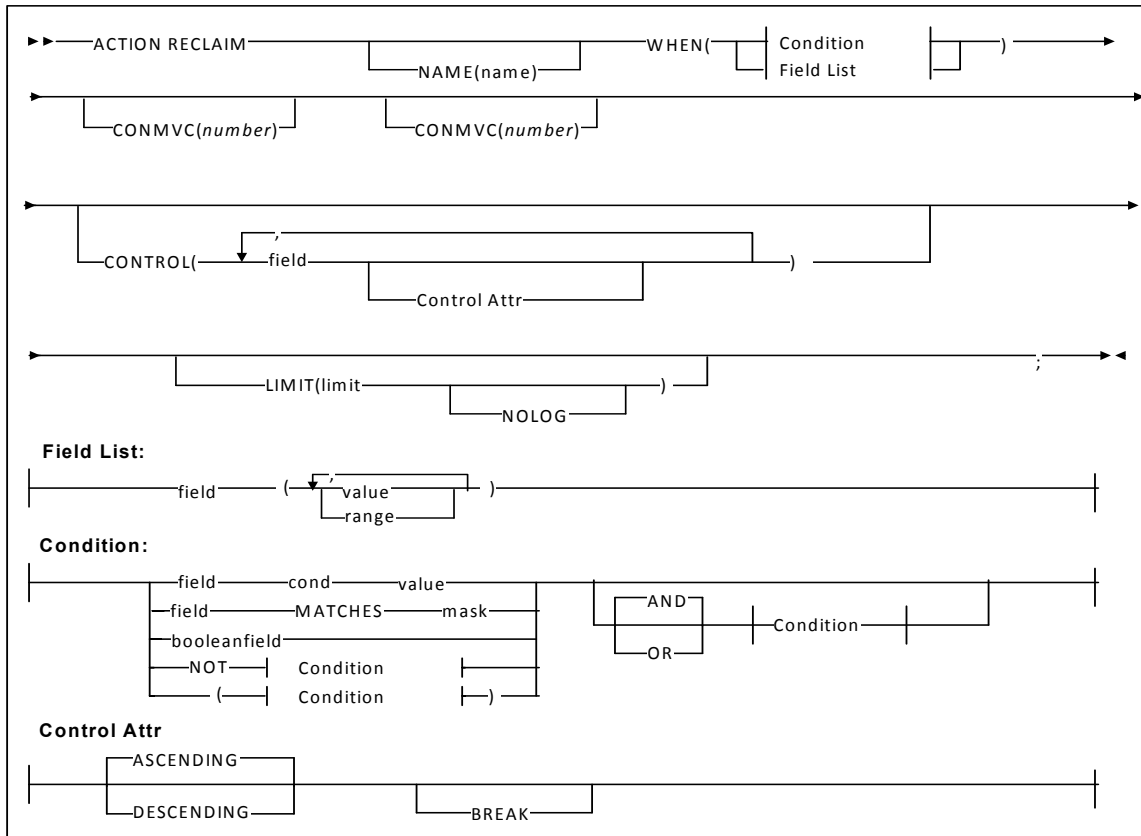 ACTION RECLAIM WHEN( Condition )
NAME(name) Field List
CONMVC(number) CONMVC(number)
,
CONTROL( field )
Control Attr
LIMIT(limit ) ;
NOLOG
Field List:
,
field ( value )
range
Condition:
field cond value AND
field MATCHES mask
booleanfield Condition
NOT Condition OR
( Condition )
Control Attr
ASCENDING
DESCENDING BREAK